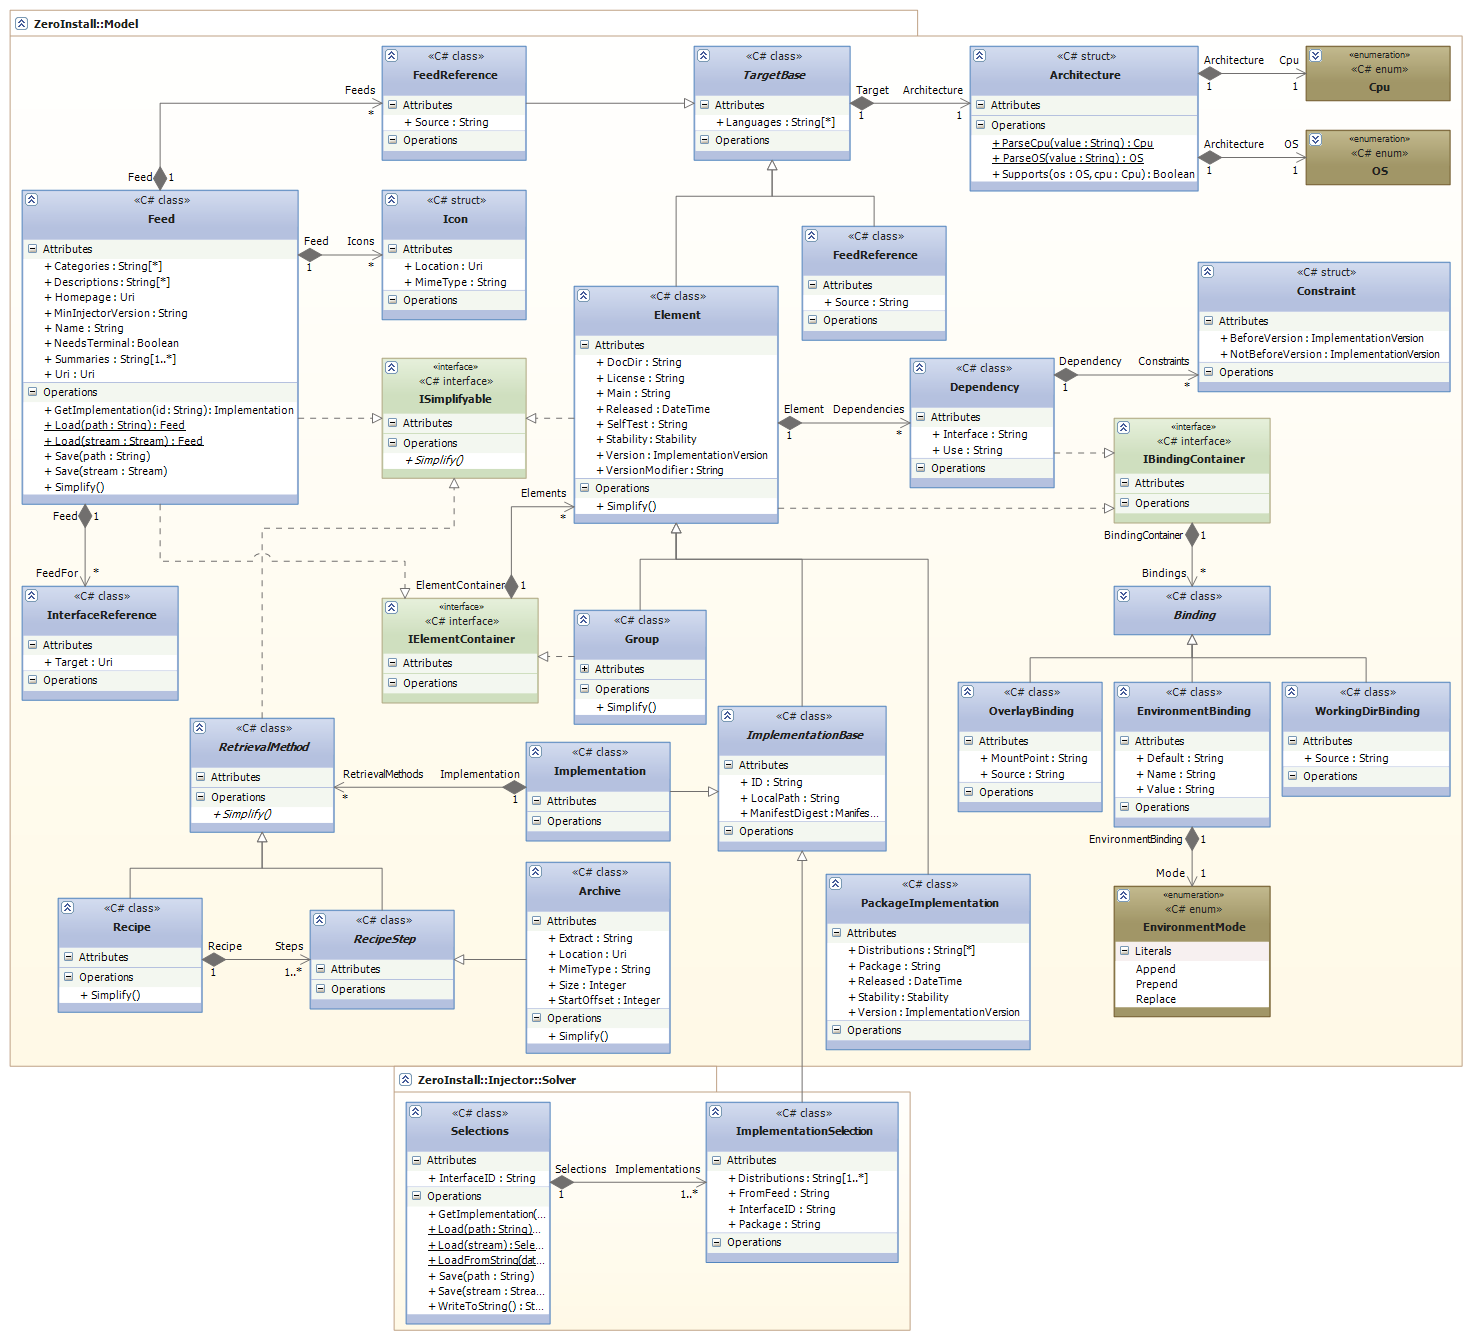 ZeroInstall::Model
«C# class»
FeedReference
Attributes
+ Source : String
Operations
«C# class»
TargetBase
Attributes
+ Languages : String[*]
Operations
«C# struct»
Architecture
Attributes
Operations
+ ParseCpu(value : String) : Cpu
+ ParseOS(value : String) : OS
+ Supports(os : OS, cpu : Cpu) : Boolean
«enumeration»
«C# enum»
Cpu
«enumeration»
«C# enum»
OS
Feeds
*
Feed
1
Target
1
Architecture
1
Architecture
1
Cpu
1
Architecture
1
OS
1
«C# class»
Feed
Attributes
+ Categories : String[*]
+ Descriptions : String[*]
+ Homepage : Uri
+ MinInjectorVersion : String
+ Name : String
+ NeedsTerminal : Boolean
+ Summaries : String[1..*]
+ Uri : Uri
Operations
+ GetImplementation(id : String) : Implementation
+ Load(path : String) : Feed
+ Load(stream : Stream) : Feed
+ Save(path : String)
+ Save(stream : Stream)
+ Simplify()
Feed
1
Icons
*
«C# struct»
Icon
Attributes
+ Location : Uri
+ MimeType : String
Operations
«C# class»
FeedReference
Attributes
+ Source : String
Operations
«C# struct»
Constraint
Attributes
+ BeforeVersion : ImplementationVersion
+ NotBeforeVersion : ImplementationVersion
Operations
«C# class»
Element
Attributes
+ DocDir : String
+ License : String
+ Main : String
+ Released : DateTime
+ SelfTest : String
+ Stability : Stability
+ Version : ImplementationVersion
+ VersionModifier : String
Operations
+ Simplify()
«interface»
«C# interface»
ISimplifyable
Attributes
Operations
+ Simplify()
Element
1
Dependencies
*
«C# class»
Dependency
Attributes
+ Interface : String
+ Use : String
Operations
Dependency
1
Constraints
*
«interface»
«C# interface»
IBindingContainer
Attributes
Operations
BindingContainer
1
Bindings
*
«C# class»
Binding
Elements
*
ElementContainer
1
Feed
1
FeedFor
*
«C# class»
InterfaceReference
Attributes
+ Target : Uri
Operations
«interface»
«C# interface»
IElementContainer
Attributes
Operations
«C# class»
Group
Attributes
Operations
+ Simplify()
«C# class»
OverlayBinding
Attributes
+ MountPoint : String
+ Source : String
Operations
«C# class»
EnvironmentBinding
Attributes
+ Default : String
+ Name : String
+ Value : String
Operations
«C# class»
WorkingDirBinding
Attributes
+ Source : String
Operations
EnvironmentBinding
1
Mode
1
«enumeration»
«C# enum»
EnvironmentMode
Literals
Append
Prepend
Replace
«C# class»
RetrievalMethod
Attributes
Operations
+ Simplify()
RetrievalMethods
*
Implementation
1
«C# class»
Implementation
Attributes
Operations
«C# class»
ImplementationBase
Attributes
+ ID : String
+ LocalPath : String
+ ManifestDigest : Manifes...
Operations
«C# class»
Recipe
Attributes
Operations
+ Simplify()
Recipe
1
Steps
1..*
«C# class»
RecipeStep
Attributes
Operations
«C# class»
Archive
Attributes
+ Extract : String
+ Location : Uri
+ MimeType : String
+ Size : Integer
+ StartOffset : Integer
Operations
+ Simplify()
«C# class»
PackageImplementation
Attributes
+ Distributions : String[*]
+ Package : String
+ Released : DateTime
+ Stability : Stability
+ Version : ImplementationVersion
Operations
ZeroInstall::Injector::Solver
«C# class»
Selections
Attributes
+ InterfaceID : String
Operations
+ GetImplementation(...
+ Load(path : String)...
+ Load(stream) : Sele...
+ LoadFromString(dat...
+ Save(path : String)
+ Save(stream : Strea...
+ WriteToString() : St...
Selections
1
Implementations
1..*
«C# class»
ImplementationSelection
Attributes
+ Distributions : String[1..*]
+ FromFeed : String
+ InterfaceID : String
+ Package : String
Operations